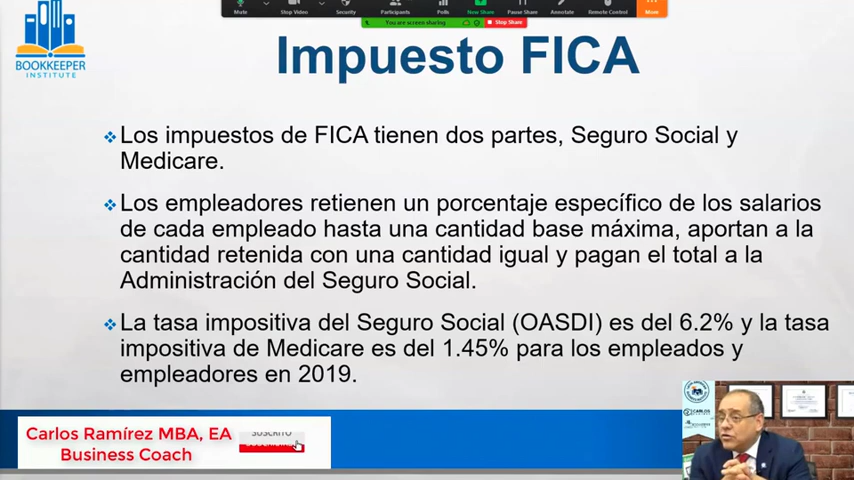 Mute
Stop Video
Security
Participants
Polls
New Share
Pause Share
Annotate
Remote Control
More
You are screen sharing
Stop Share
BOOKKEEPER
INSTITUTE
Impuesto FICA
Los impuestos de FICA tienen dos partes, Seguro Social y
Medicare.
Los empleadores retienen un porcentaje específico de los salarios
de cada empleado hasta una cantidad base máxima, aportan a la
cantidad retenida con una cantidad igual y pagan el total a la
Administración del Seguro Social.
La tasa impositiva del Seguro Social (OASDI) es del 6.2% y la tasa
impositiva de Medicare es del 1.45% para los empleados y
empleadores en 2019.
Carlos Ramírez MBA, EA
Business Coach
SUSCRITO
CARLOS